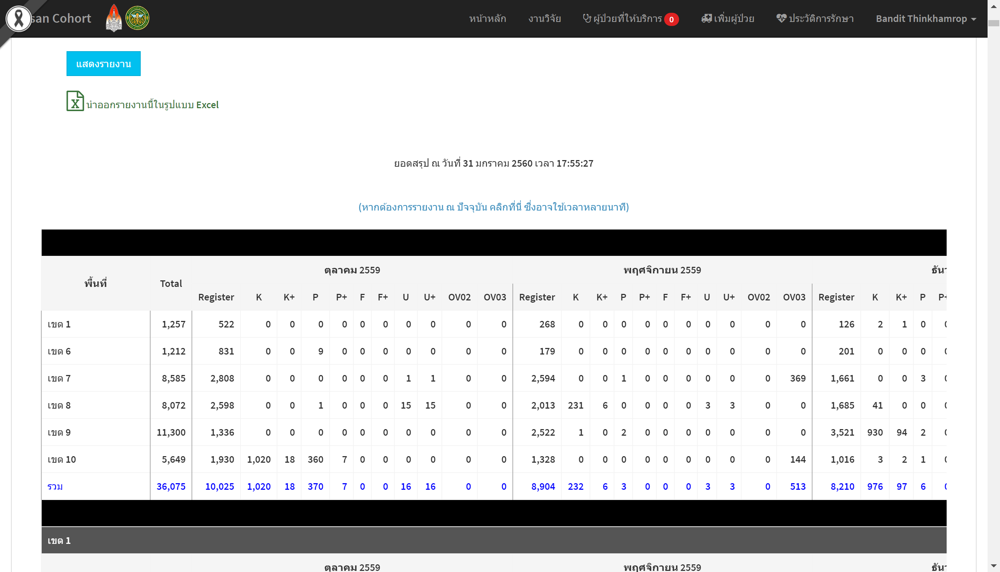 san Cohort หน้าหลัก งานวิจัย ผู้ป่วยที่ให้บริการ 0 เพิ่มผู้ป่วย ประวัติการรักษา Bandit Thinkhamrop
แสดงรายงาน
นำออกรายงานนี้ในรูปแบบ Excel
ยอดสรุป ณ วันที่ 31 มกราคม 2560 เวลา 17:55:27
(หากต้องการรายงาน ณ ปัจจุบัน คลิกที่นี่ ซึ่งอาจใช้เวลาหลายนาที)
พื้นที่ Total ตุลาคม 2559 พฤศจิกายน 2559
Register K K+ P P+ F F+ U U+ OV02 OV03 Register K K+ P P+ F F+ U U+ OV02 OV03 Register K K+ P P+
เขต 1 1,257 522 0 0 0 0 0 0 0 0 0 0 268 0 0 0 0 0 0 0 0 0 0 126 2 1 0
เขต 6 1,212 831 0 0 9 0 0 0 0 0 0 0 179 0 0 0 0 0 0 0 0 0 0 201 0 0 0
เขต 7 8,585 2,808 0 0 0 0 0 0 1 1 0 0 2,594 0 0 1 0 0 0 0 0 0 369 1,661 0 0 3
เขต 8 8,072 2,598 0 0 1 0 0 0 15 15 0 0 2,013 231 6 0 0 0 0 3 3 0 0 1,685 41 0 0
เขต 9 11,300 1,336 0 0 0 0 0 0 0 0 0 0 2,522 1 0 2 0 0 0 0 0 0 0 3,521 930 94 2
เขต 10 5,649 1,930 1,020 18 360 7 0 0 0 0 0 0 1,328 0 0 0 0 0 0 0 0 0 144 1,016 3 2 1
รวม 36,075 10,025 1,020 18 370 7 0 0 16 16 0 0 8,904 232 6 3 0 0 0 3 3 0 513 8,210 976 97 6
เขต 1
ตุลาคม 2559 พฤศจิกายน 2559